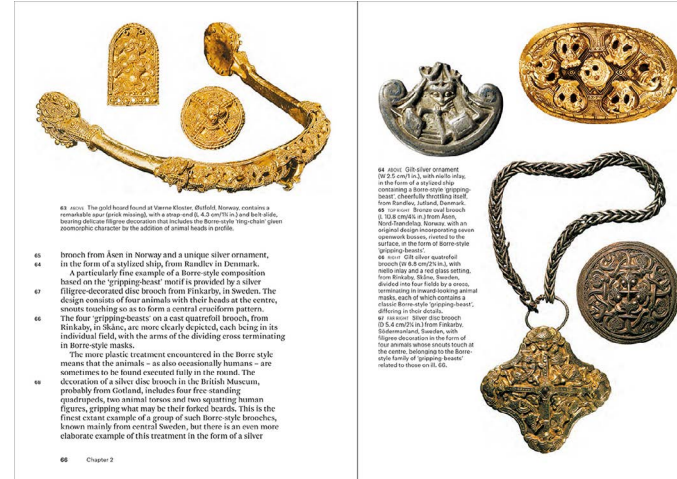 63 ABOVE The gold hoard found at Værne Kloster, Østfold, Norway, contains a
remarkable spur (prick missing), with a strap-end (L 4.3 cm/1¾ in.) and belt-slide,
bearing delicate filigree decoration that includes the Borre-style 'ring-chain' given
zoomorphic character by the addition of animal heads in profile.
65 brooch from Åsen in Norway and a unique silver ornament,
64 in the form of a stylized ship, from Randlev in Denmark.
A particularly fine example of a Borre-style composition
based on the 'gripping-beast' motif is provided by a silver
67 filigree-decorated disc brooch from Finkarby, in Sweden. The
design consists of four animals with their heads at the centre,
snouts touching so as to form a central cruciform pattern.
66 The four 'gripping-beasts' on a cast quatrefoil brooch, from
Rinkaby, in Skåne, are more clearly depicted, each being in its
individual field, with the arms of the dividing cross terminating
in Borre-style masks.
The more plastic treatment encountered in the Borre style
means that the animals – as also occasionally humans – are
sometimes to be found executed fully in the round. The
68 decoration of a silver disc brooch in the British Museum,
probably from Gotland, includes four free-standing
quadrupeds, two animal torsos and two squatting human
figures, gripping what may be their forked beards. This is the
finest extant example of a group of such Borre-style brooches,
known mainly from central Sweden, but there is an even more
elaborate example of this treatment in the form of a silver
66 Chapter 2
64 ABOVE Gilt-silver ornament
(W 2.5 cm/1 in.), with niello inlay,
in the form of a stylized ship
containing a Borre-style 'gripping-
beast', cheerfully throttling itself,
from Randlev, Jutland, Denmark.
65 TOP RIGHT Bronze oval brooch
(L 10.8 cm/4¼ in.) from Åsen,
Nord-Trøndelag, Norway, with an
original design incorporating seven
openwork bosses, riveted to the
surface, in the form of Borre-style
'gripping-beasts'.
66 RIGHT Gilt silver quatrefoil
brooch (W 6.8 cm/2¾ in.), with
niello inlay and a red glass setting,
from Rinkaby, Skåne, Sweden,
divided into four fields by a cross,
terminating in inward-looking animal
masks, each of which contains a
classic Borre-style 'gripping-beast',
differing in their details.
67 FAR RIGHT Silver disc brooch
(D 5.4 cm/2¼ in.) from Finkarby,
Södermanland, Sweden, with
filigree decoration in the form of
four animals whose snouts touch at
the centre, belonging to the Borre-
style family of 'gripping-beasts'
related to those on ill. 66.